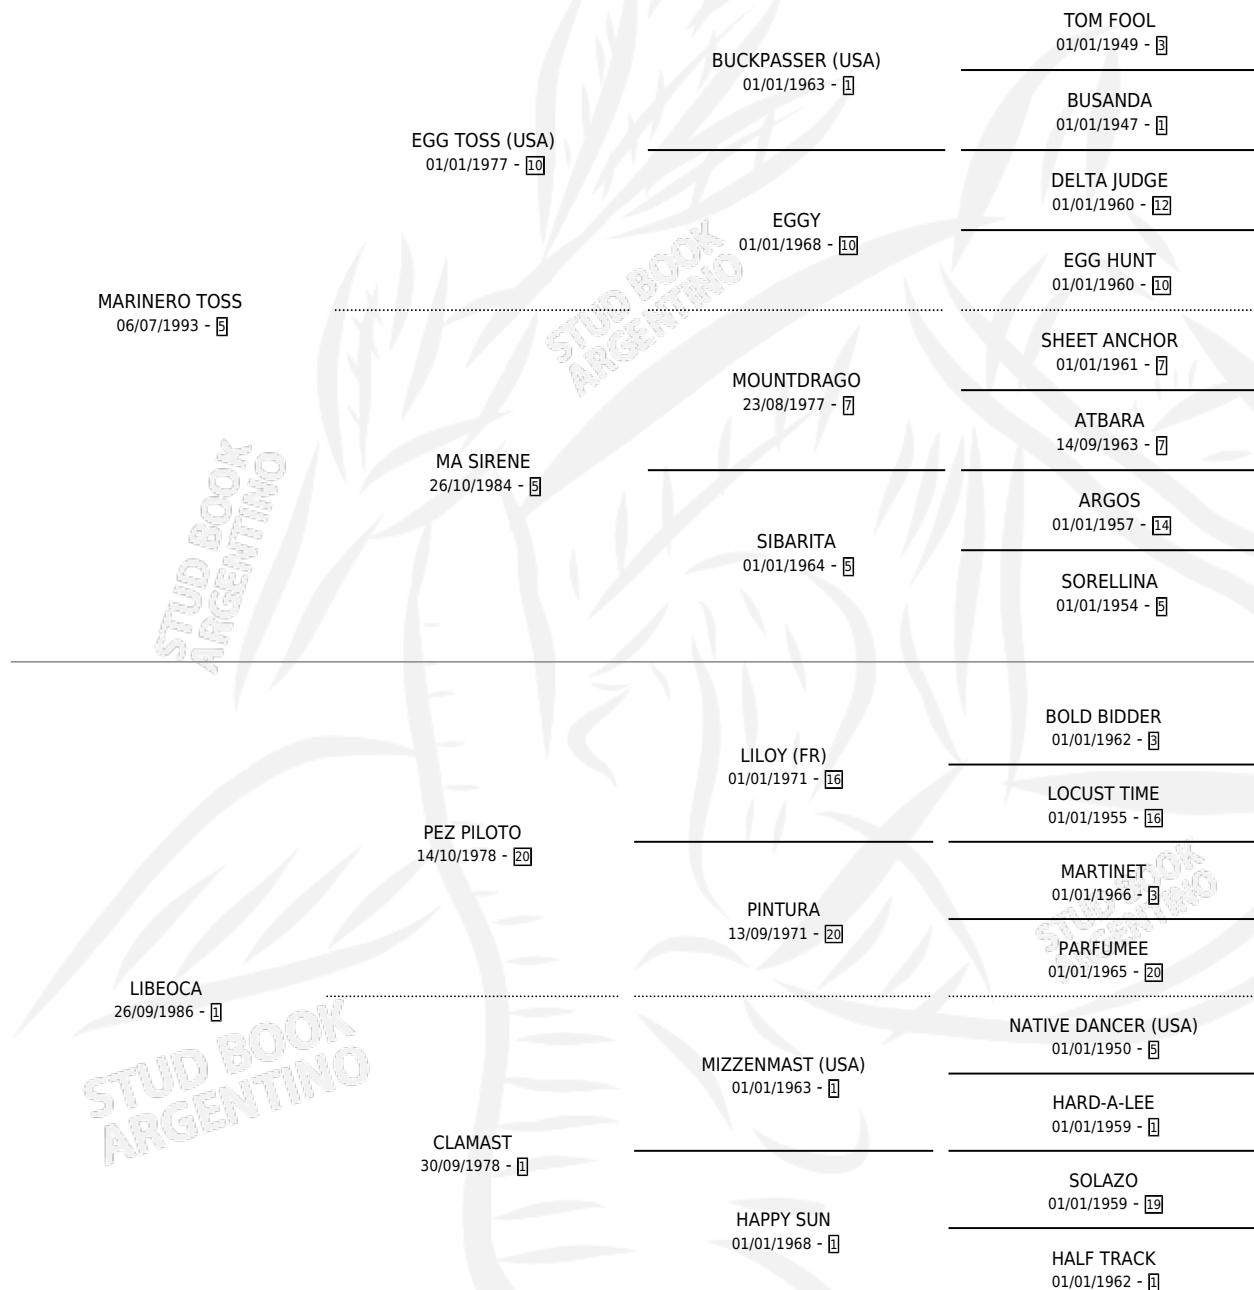 TOM FOOL
01/01/1949 - 3
BUCKPASSER (USA)
01/01/1963 - 1
BUSANDA
01/01/1947 - 1
EGG TOSS (USA)
01/01/1977 - 10
DELTA JUDGE
01/01/1960 - 12
EGGY
01/01/1968 - 10
EGG HUNT
01/01/1960 - 10
MARINERO TOSS
06/07/1993 - 5
SHEET ANCHOR
01/01/1961 - 7
MOUNTDRAGO
23/08/1977 - 7
ATBARA
14/09/1963 - 7
MA SIRENE
26/10/1984 - 5
ARGOS
01/01/1957 - 14
SIBARITA
01/01/1964 - 5
SORELLINA
01/01/1954 - 5
STUD BOOK
ARGENTINO
STUD BOOK
ARGENTINO
BOLD BIDDER
01/01/1962 - 3
LILOY (FR)
01/01/1971 - 16
LOCUST TIME
01/01/1955 - 16
PEZ PILOTO
14/10/1978 - 20
MARTINET
01/01/1966 - 3
PINTURA
13/09/1971 - 20
PARFUMEE
01/01/1965 - 20
STUD BOOK
ARGENTINO
LIBEOCA
26/09/1986 - 1
NATIVE DANCER (USA)
01/01/1950 - 5
MIZZENMAST (USA)
01/01/1963 - 1
HARD-A-LEE
01/01/1959 - 1
CLAMAST
30/09/1978 - 1
SOLAZO
01/01/1959 - 19
HAPPY SUN
01/01/1968 - 1
HALF TRACK
01/01/1962 - 1
STUD BOOK
ARGENTINO